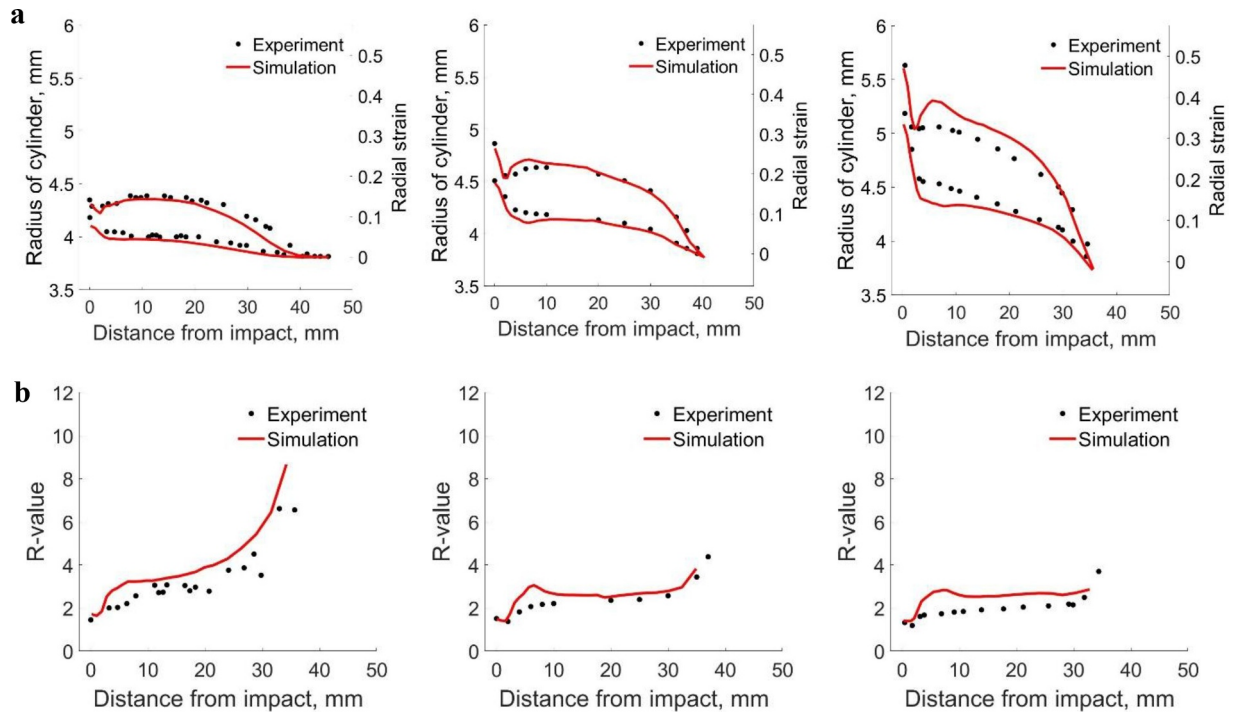 a
6
5.5
5
4.5
4
3.5
Radius of cylinder, mm
Experiment
Simulation
0.5
0.4
0.3
0.2
0.1
0
Radial strain
0 10 20 30 40 50
Distance from impact, mm
6
5.5
5
4.5
4
3.5
Radius of cylinder, mm
Experiment
Simulation
0.5
0.4
0.3
0.2
0.1
0
Radial strain
0 10 20 30 40 50
Distance from impact, mm
6
5.5
5
4.5
4
3.5
Radius of cylinder, mm
Experiment
Simulation
0.5
0.4
0.3
0.2
0.1
0
Radial strain
0 10 20 30 40 50
Distance from impact, mm
b
12
10
8
6
4
2
0
R-value
Experiment
Simulation
0 10 20 30 40 50
Distance from impact, mm
12
10
8
6
4
2
0
R-value
Experiment
Simulation
0 10 20 30 40 50
Distance from impact, mm
12
10
8
6
4
2
0
R-value
Experiment
Simulation
0 10 20 30 40 50
Distance from impact, mm